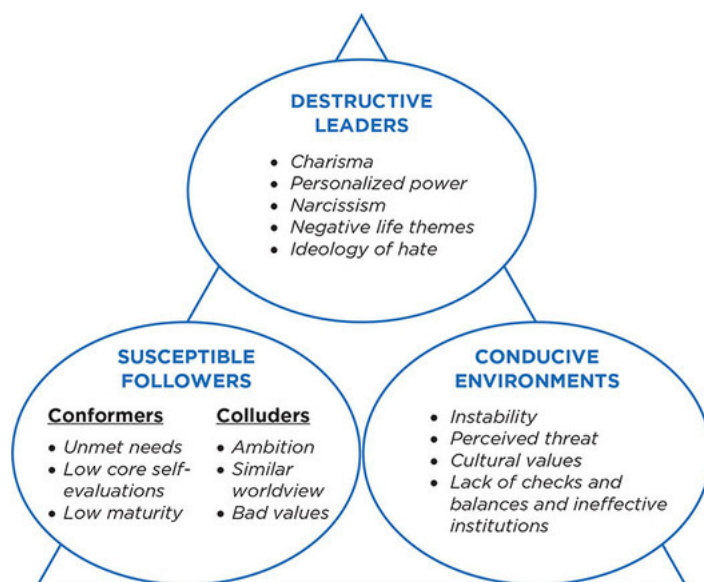 DESTRUCTIVE
LEADERS
• Charisma
• Personalized power
• Narcissism
• Negative life themes
• Ideology of hate
SUSCEPTIBLE
FOLLOWERS
Conformers
• Unmet needs
• Low core self-
evaluations
• Low maturity
Colluders
• Ambition
• Similar
worldview
• Bad values
CONDUCIVE
ENVIRONMENTS
• Instability
• Perceived threat
• Cultural values
• Lack of checks and
balances and ineffective
institutions